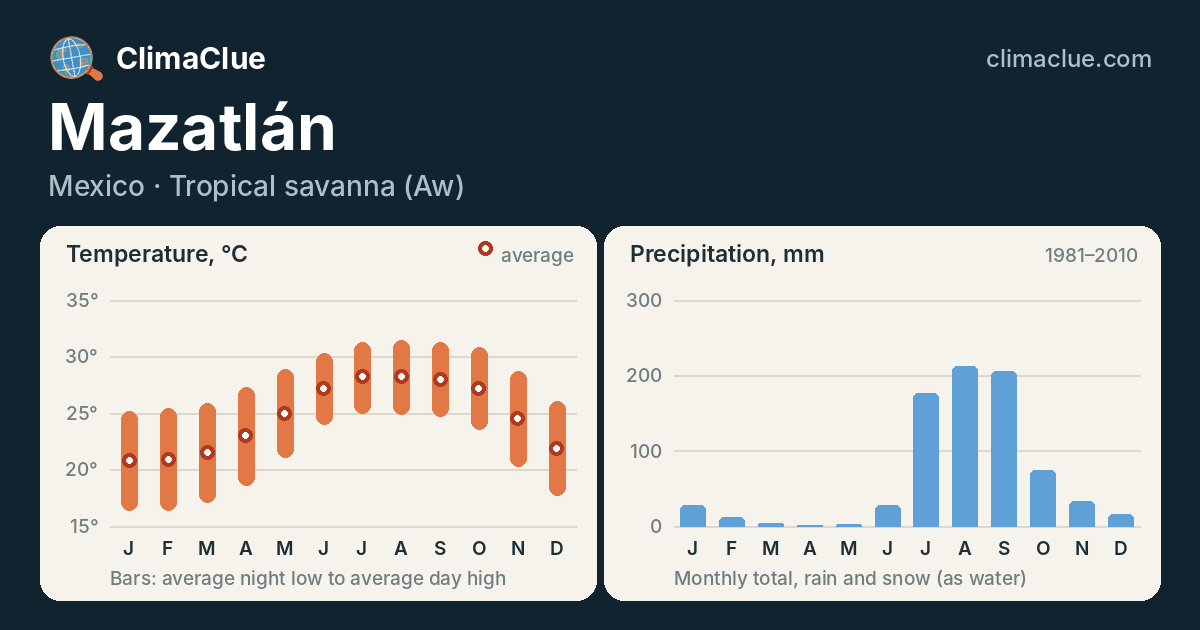 ClimaClue
climaclue.com
Mazatlán
Mexico · Tropical savanna (Aw)
Temperature, °C
average
35°
30°
25°
20°
15°
J F M A M J J A S O N D
Bars: average night low to average day high
Precipitation, mm
1981–2010
300
200
100
0
J F M A M J J A S O N D
Monthly total, rain and snow (as water)